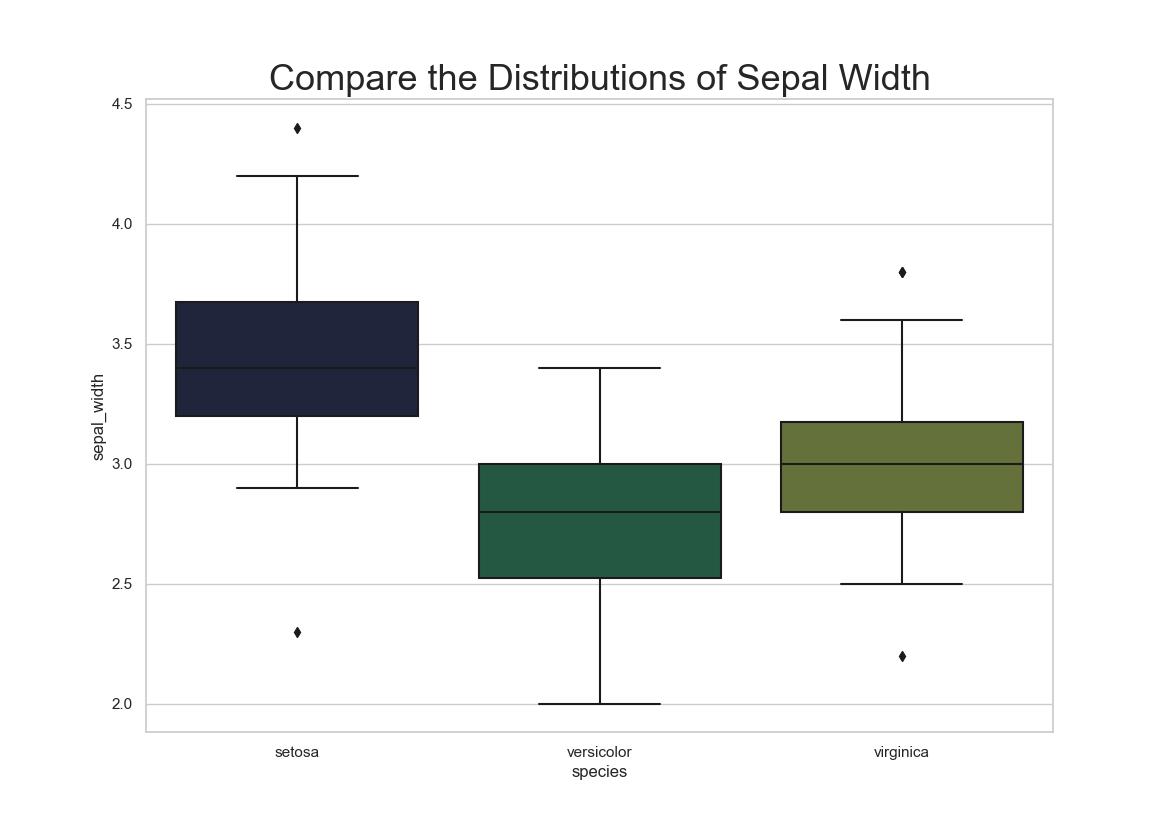 Compare the Distributions of Sepal Width
4.5
4.0
3.5
3.0
2.5
2.0
sepal_width
setosa
versicolor
virginica
species